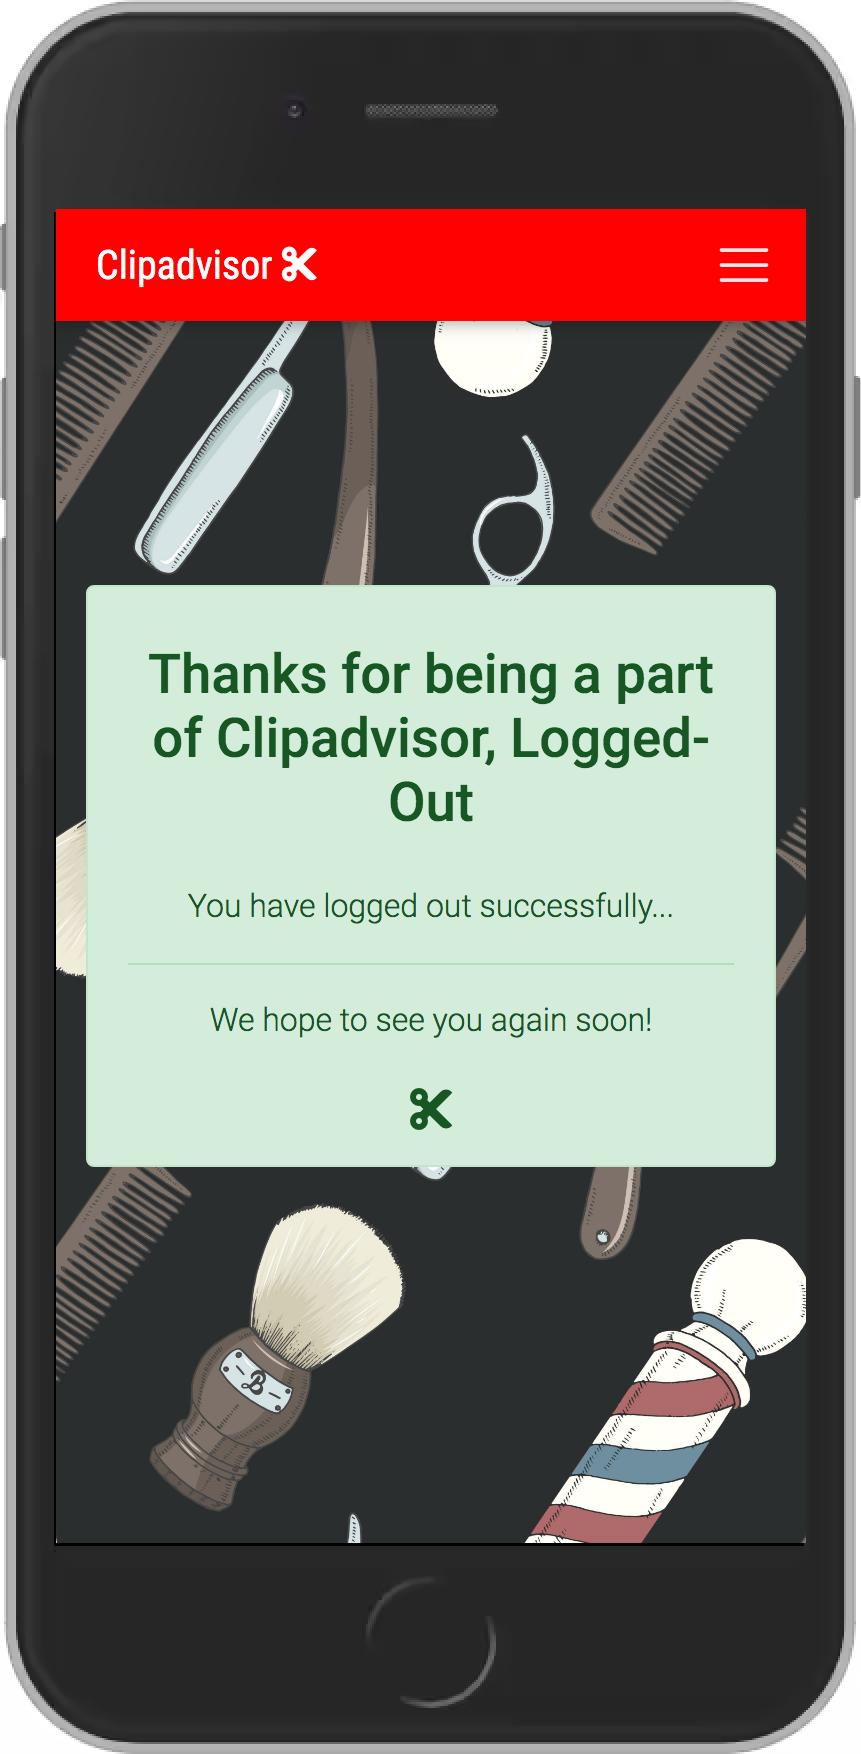 Clipadvisor
Thanks for being a part
of Clipadvisor, Logged-
Out
You have logged out successfully...
We hope to see you again soon!
B